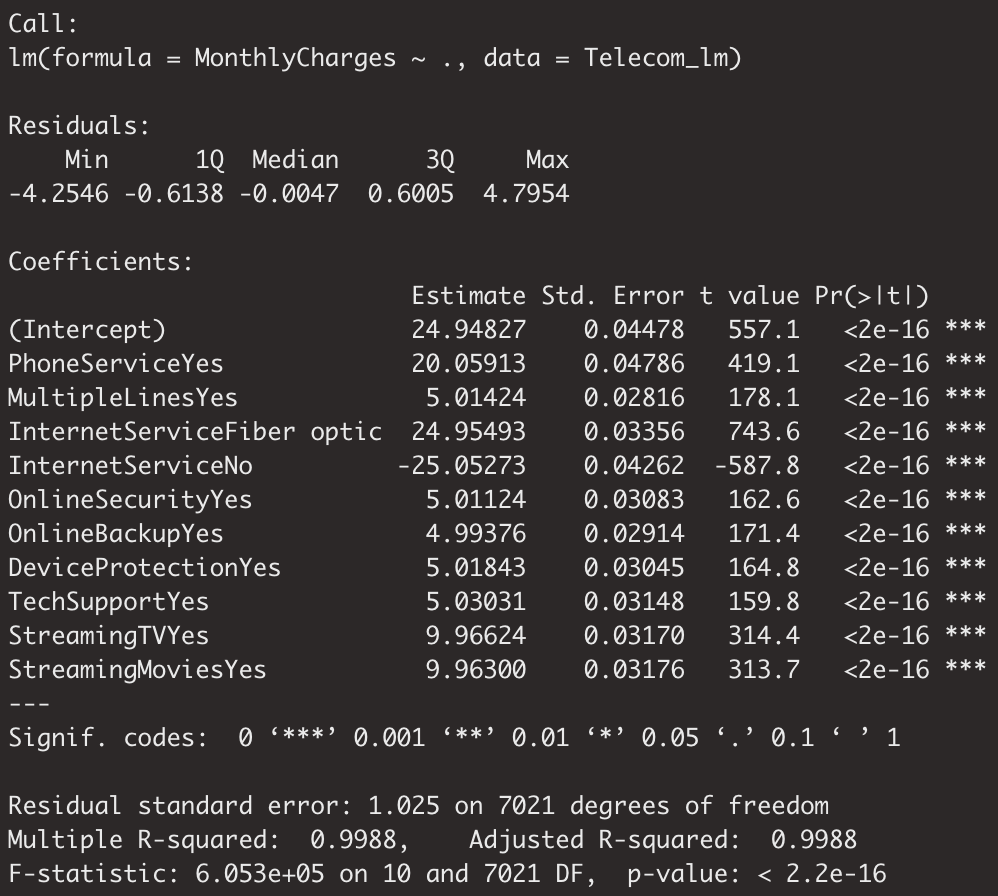 Call:
lm(formula = MonthlyCharges ~ ., data = Telecom_lm)

Residuals:
    Min      1Q  Median      3Q     Max
-4.2546 -0.6138 -0.0047  0.6005  4.7954

Coefficients:
                            Estimate Std. Error t value Pr(>|t|)
(Intercept)                 24.94827    0.04478   557.1   <2e-16 ***
PhoneServiceYes             20.05913    0.04786   419.1   <2e-16 ***
MultipleLinesYes             5.01424    0.02816   178.1   <2e-16 ***
InternetServiceFiber optic  24.95493    0.03356   743.6   <2e-16 ***
InternetServiceNo          -25.05273    0.04262  -587.8   <2e-16 ***
OnlineSecurityYes            5.01124    0.03083   162.6   <2e-16 ***
OnlineBackupYes              4.99376    0.02914   171.4   <2e-16 ***
DeviceProtectionYes          5.01843    0.03045   164.8   <2e-16 ***
TechSupportYes               5.03031    0.03148   159.8   <2e-16 ***
StreamingTVYes               9.96624    0.03170   314.4   <2e-16 ***
StreamingMoviesYes           9.96300    0.03176   313.7   <2e-16 ***
---
Signif. codes:  0 ‘***’ 0.001 ‘**’ 0.01 ‘*’ 0.05 ‘.’ 0.1 ‘ ’ 1

Residual standard error: 1.025 on 7021 degrees of freedom
Multiple R-squared:  0.9988,    Adjusted R-squared:  0.9988
F-statistic: 6.053e+05 on 10 and 7021 DF,  p-value: < 2.2e-16